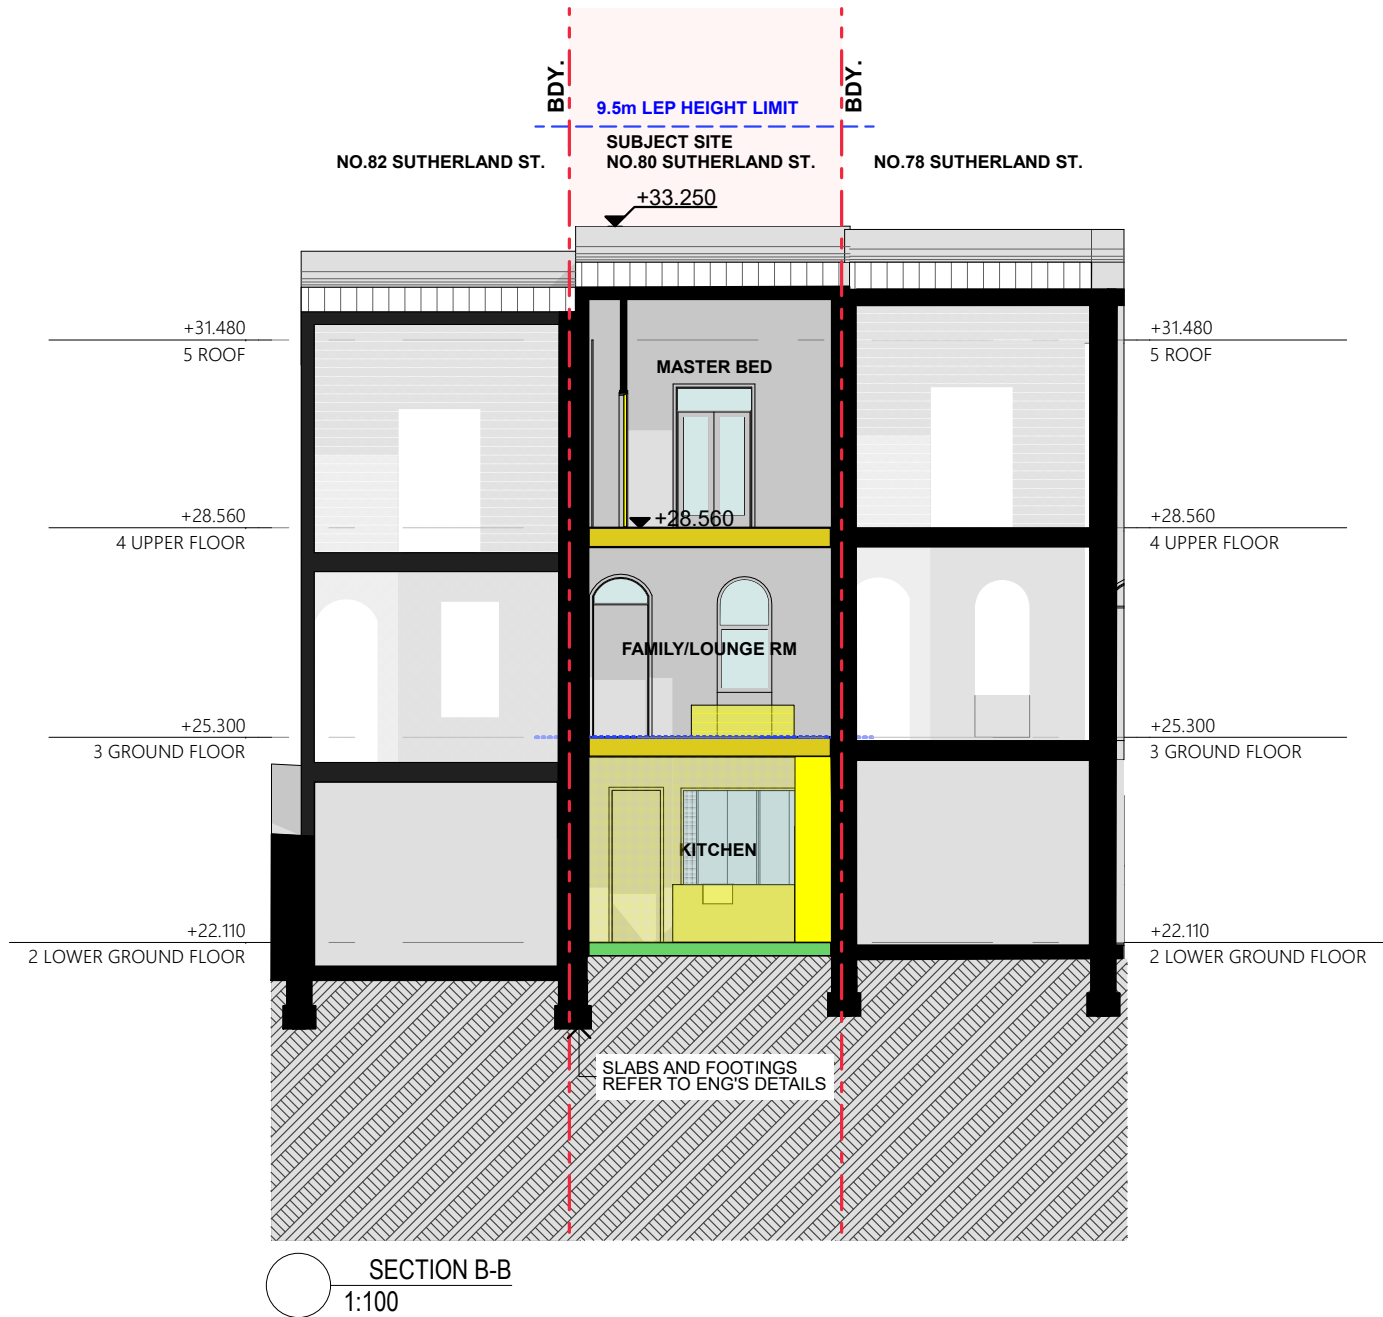 BDY.
BDY.
9.5m LEP HEIGHT LIMIT
SUBJECT SITE
NO.82 SUTHERLAND ST.
NO.80 SUTHERLAND ST.
NO.78 SUTHERLAND ST.
+33.250
+31.480
5 ROOF
+31.480
5 ROOF
MASTER BED
+28.560
4 UPPER FLOOR
+28.560
+28.560
4 UPPER FLOOR
FAMILY/LOUNGE RM
+25.300
3 GROUND FLOOR
+25.300
3 GROUND FLOOR
KITCHEN
+22.110
2 LOWER GROUND FLOOR
+22.110
2 LOWER GROUND FLOOR
SLABS AND FOOTINGS
REFER TO ENG'S DETAILS
SECTION B-B
1:100